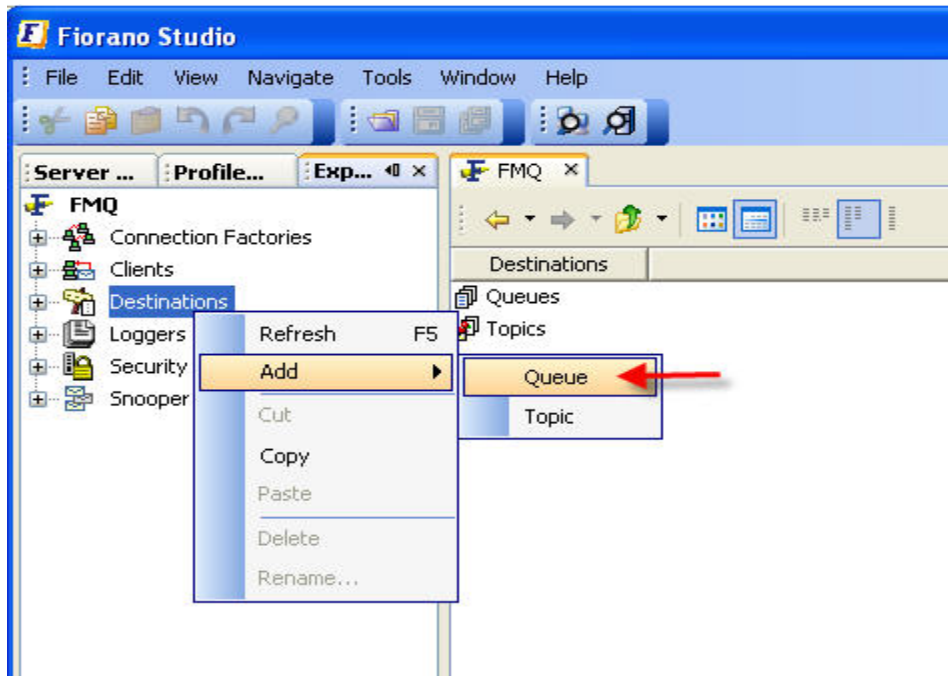 Fiorano Studio
File Edit View Navigate Tools Window Help
Server ... Profile... Exp...
FMQ
Connection Factories
Clients
Destinations
Loggers
Security
Snooper
Refresh F5
Add
Cut
Copy
Paste
Delete
Rename...
FMQ
Destinations
Queues
Topics
Queue
Topic